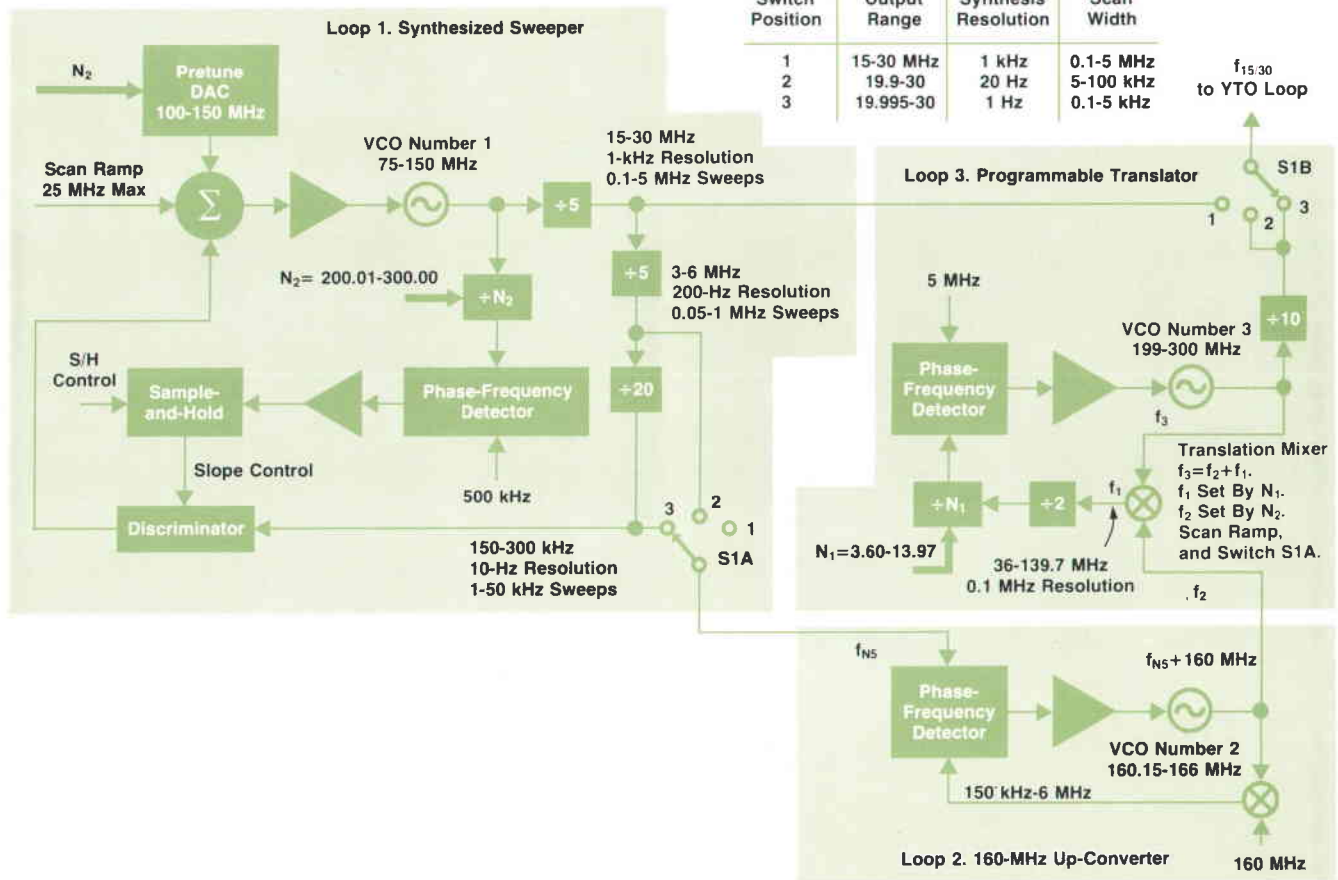 Loop 1. Synthesized Sweeper
Switch Output Synthesis Scan
Position Range Resolution Width
1 15-30 MHz 1 kHz 0.1-5 MHz
2 19.9-30 20 Hz 5-100 kHz
3 19.995-30 1 Hz 0.1-5 kHz
N2
Pretune
DAC
100-150 MHz
Scan Ramp
25 MHz Max
Σ
VCO Number 1
75-150 MHz
÷5
15-30 MHz
1-kHz Resolution
0.1-5 MHz Sweeps
÷5
3-6 MHz
200-Hz Resolution
0.05-1 MHz Sweeps
N2= 200.01-300.00
÷N2
÷20
S/H
Control
Sample-
and-Hold
Phase-Frequency
Detector
Slope Control
500 kHz
Discriminator
150-300 kHz
10-Hz Resolution
1-50 kHz Sweeps
3
2
1
S1A
f15/30
to YTO Loop
S1B
Loop 3. Programmable Translator
1
2
3
5 MHz
÷10
VCO Number 3
199-300 MHz
Phase-
Frequency
Detector
f3
Translation Mixer
f3=f2+f1.
f1 Set By N1.
f2 Set By N2.
Scan Ramp,
and Switch S1A.
÷N1
÷2
f1
N1=3.60-13.97
36-139.7 MHz
0.1 MHz Resolution
f2
fN5
fN5+160 MHz
Phase-
Frequency
Detector
VCO Number 2
160.15-166 MHz
150 kHz-6 MHz
Loop 2. 160-MHz Up-Converter
160 MHz